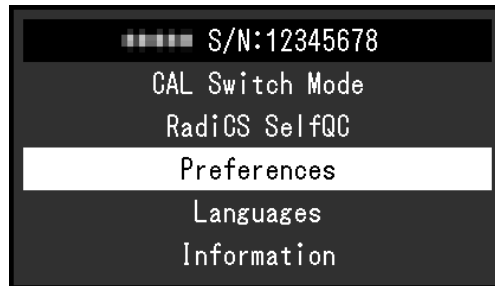 S/N:12345678
CAL Switch Mode
RadiCS SelfQC
Preferences
Languages
Information